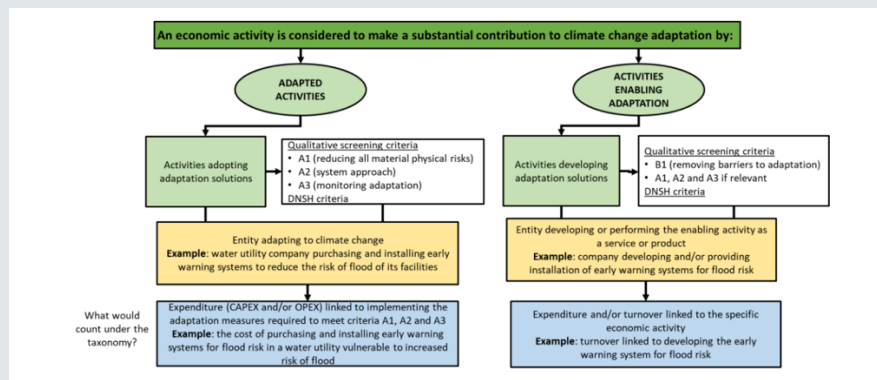 An economic activity is considered to make a substantial contribution to climate change adaptation by:
ADAPTED
ACTIVITIES
ACTIVITIES
ENABLING
ADAPTATION
Activities adopting
adaptation solutions
Qualitative screening criteria
• A1 (reducing all material physical risks)
• A2 (system approach)
• A3 (monitoring adaptation)
DNSH criteria
Activities developing
adaptation solutions
Qualitative screening criteria
• B1 (removing barriers to adaptation)
• A1, A2 and A3 if relevant
DNSH criteria
Entity adapting to climate change
Example: water utility company purchasing and installing early
warning systems to reduce the risk of flood of its facilities
Entity developing or performing the enabling activity as
a service or product
Example: company developing and/or providing
installation of early warning systems for flood risk
What would
count under the
taxonomy?
Expenditure (CAPEX and/or OPEX) linked to implementing the
adaptation measures required to meet criteria A1, A2 and A3
Example: the cost of purchasing and installing early warning
systems for flood risk in a water utility vulnerable to increased
risk of flood
Expenditure and/or turnover linked to the specific
economic activity
Example: turnover linked to developing the early
warning system for flood risk